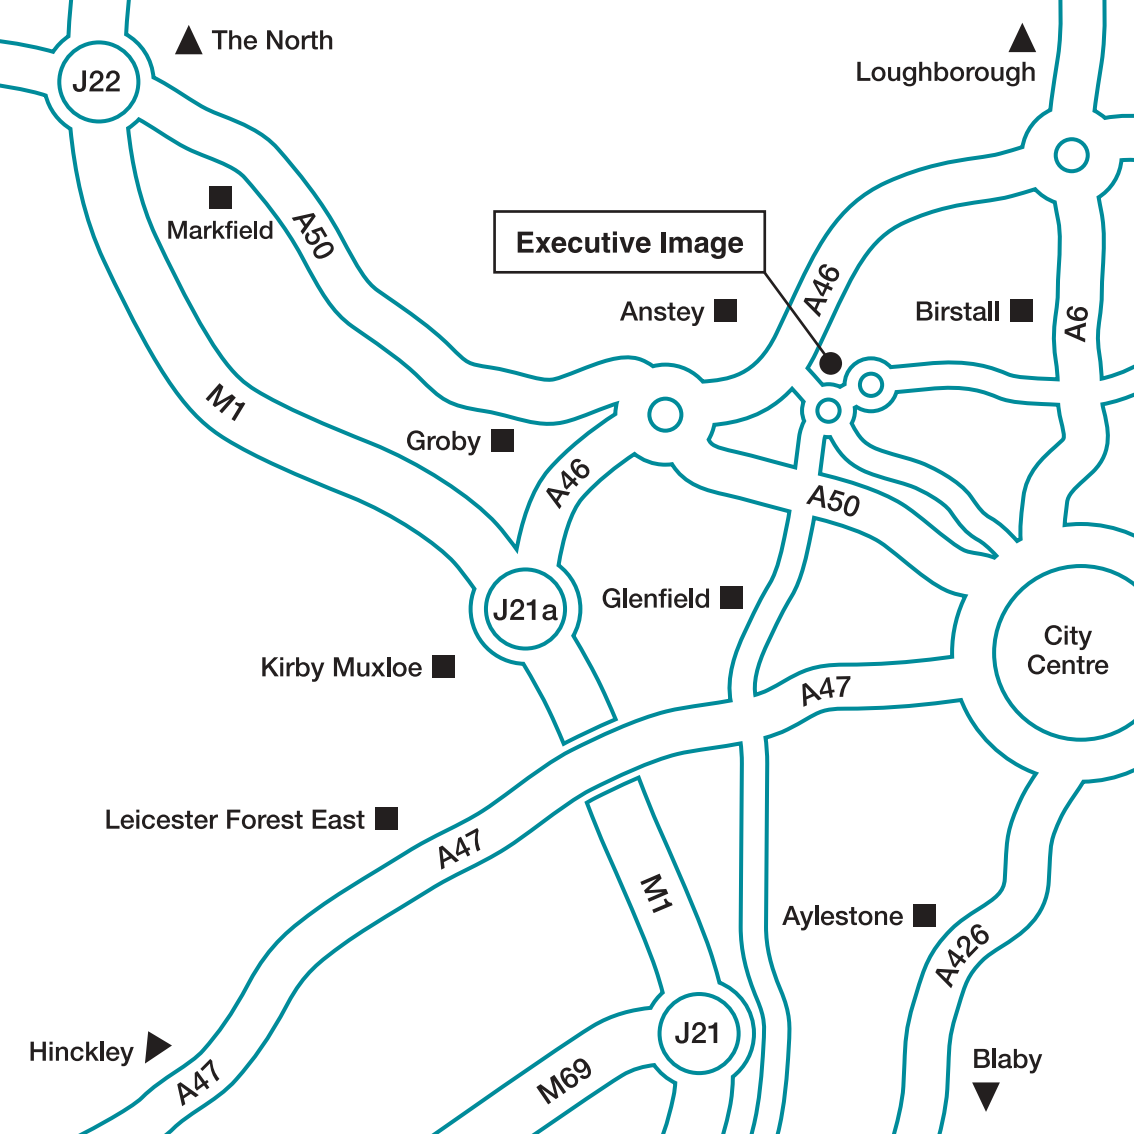 The North
Loughborough
J22
Markfield
A50
Executive Image
A46
Anstey
Birstall
A6
M1
Groby
A46
A50
Glenfield
J21a
City
Centre
Kirby Muxloe
A47
Leicester Forest East
A47
M1
Aylestone
A426
J21
Hinckley
Blaby
A47
M69